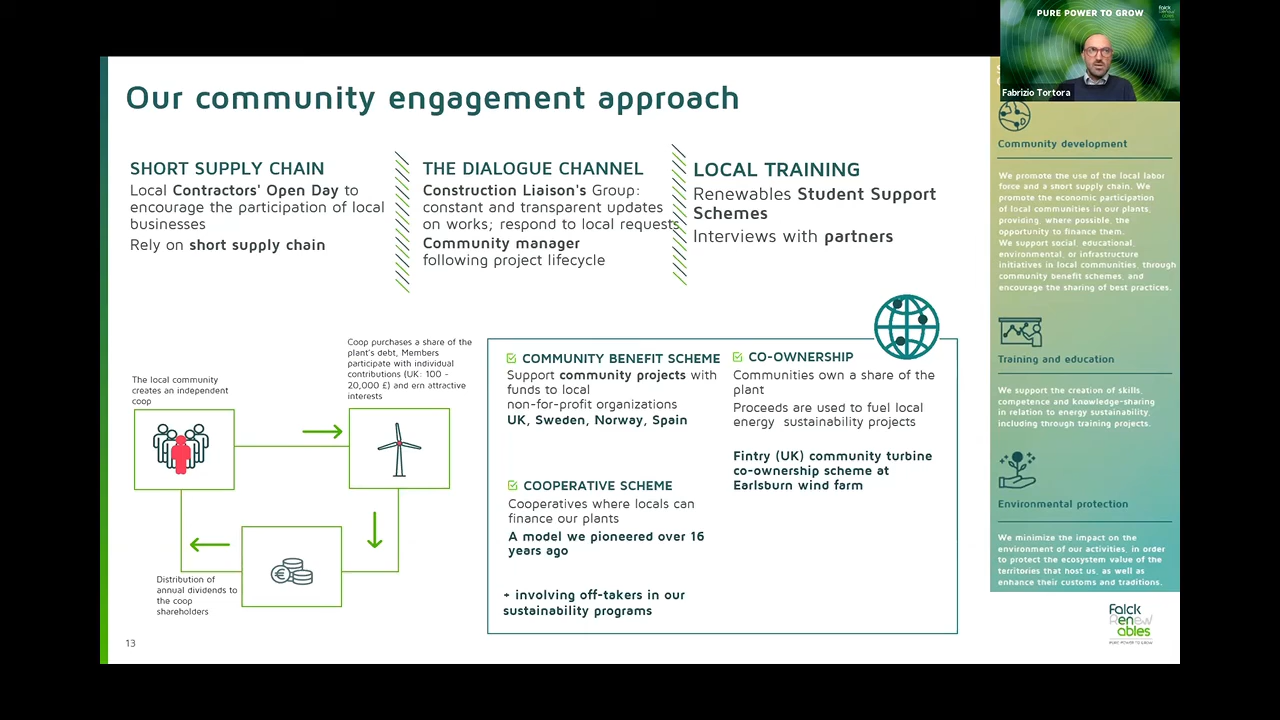 PURE POWER TO GROW
Falck
Renew
ables
Fabrizio Tortora
Our community engagement approach
SHORT SUPPLY CHAIN
Local Contractors' Open Day to
encourage the participation of local
businesses
Rely on short supply chain
THE DIALOGUE CHANNEL
Construction Liaison's Group:
constant and transparent updates
on works; respond to local requests
Community manager
following project lifecycle
LOCAL TRAINING
Renewables Student Support
Schemes
Interviews with partners
The local community
creates an independent
coop
Coop purchases a share of the
plant's debt, Members
participate with individual
contributions (UK: 100 -
20,000 £) and ern attractive
interests
Distribution of
annual dividends to
the coop
shareholders
COMMUNITY BENEFIT SCHEME
Support community projects with
funds to local
non-for-profit organizations
UK, Sweden, Norway, Spain
COOPERATIVE SCHEME
Cooperatives where locals can
finance our plants
A model we pioneered over 16
years ago
+ involving off-takers in our
sustainability programs
CO-OWNERSHIP
Communities own a share of the
plant
Proceeds are used to fuel local
energy sustainability projects
Fintry (UK) community turbine
co-ownership scheme at
Earlsburn wind farm
Community development
We promote the use of the local labor
force and a short supply chain. We
promote the economic participation
of local communities in our plants,
providing, where possible, the
opportunity to finance them.
We support social, educational,
environmental, or infrastructure
initiatives in local communities, through
community benefit schemes, and
encourage the sharing of best practices.
Training and education
We support the creation of skills,
competence and knowledge-sharing
in relation to energy sustainability,
including through training projects.
Environmental protection
We minimize the impact on the
environment of our activities, in order
to protect the ecosystem value of the
territories that host us, as well as
enhance their customs and traditions.
13
Falck
Renew
ables
PURE POWER TO GROW